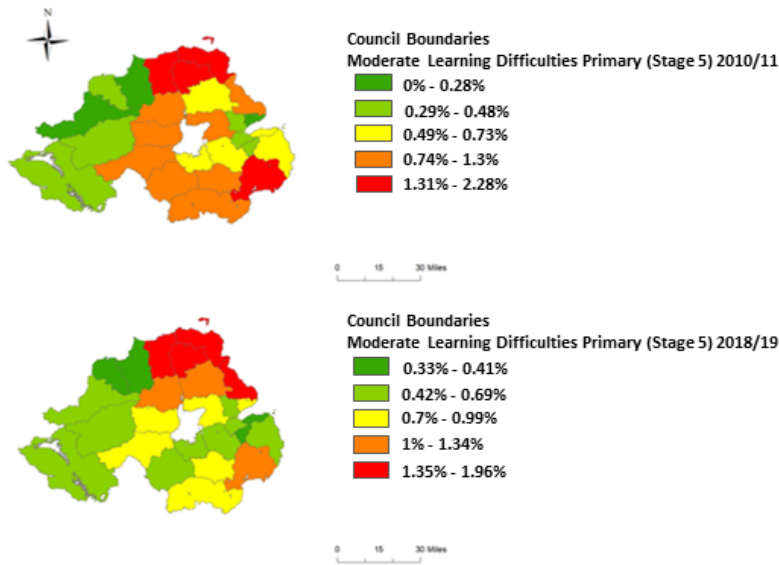 N
Council Boundaries
Moderate Learning Difficulties Primary (Stage 5) 2010/11
0% - 0.28%
0.29% - 0.48%
0.49% - 0.73%
0.74% - 1.3%
1.31% - 2.28%
0 15 30 Miles
Council Boundaries
Moderate Learning Difficulties Primary (Stage 5) 2018/19
0.33% - 0.41%
0.42% - 0.69%
0.7% - 0.99%
1% - 1.34%
1.35% - 1.96%
0 15 30 Miles